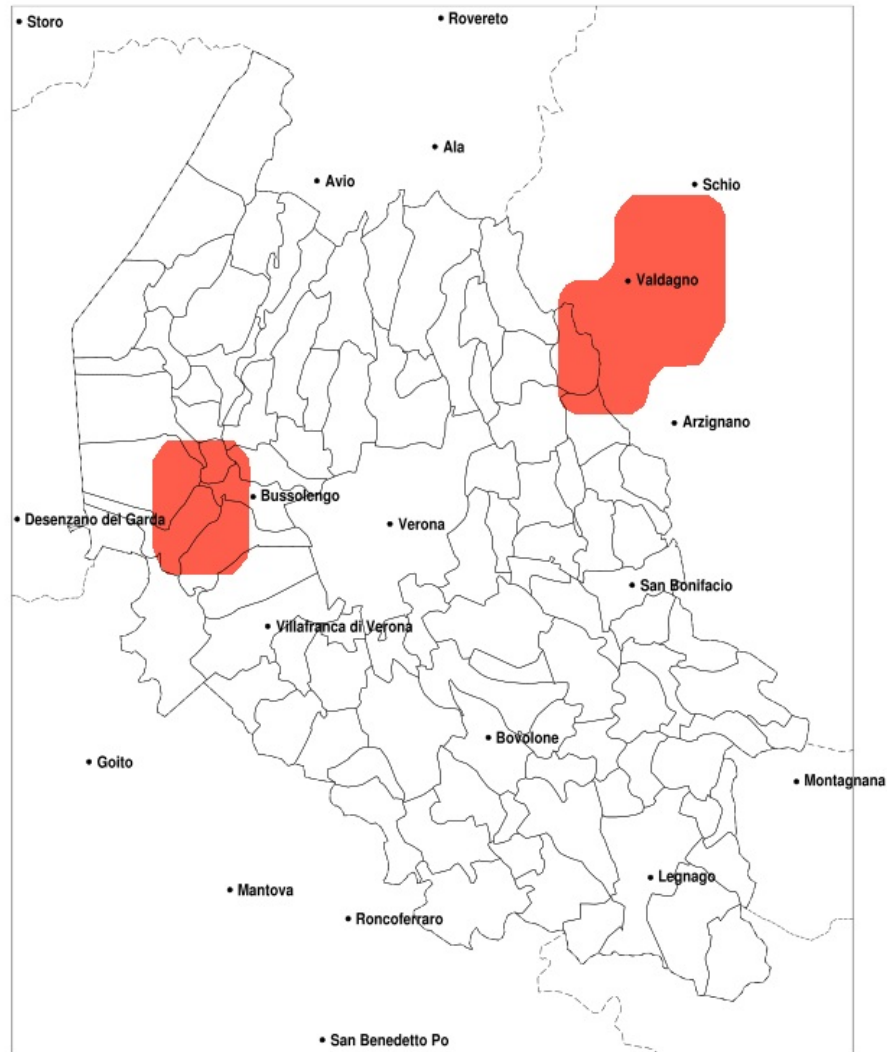 Rovereto
Storo
Ala
Avio
Schio
Valdagno
Arzignano
Bussolengo
Desenzano del Garda
Verona
San Bonifacio
Villafranca di Verona
Bovolone
Goito
Montagnana
Legnago
Mantova
Roncoferraro
San Benedetto Po